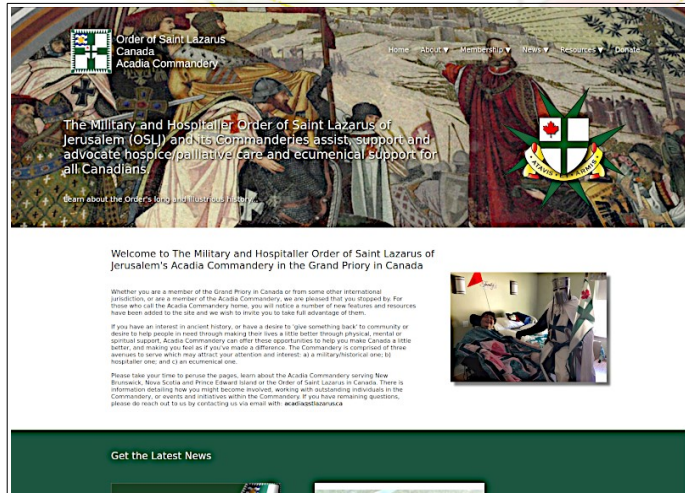 Order of Saint Lazarus
Canada
Acadia Commandery
Home About ▼ Membership ▼ News ▼ Resources ▼ Donate
The Military and Hospitaller Order of Saint Lazarus of
Jerusalem (OSLJ) and its Commanderies assist, support and
advocate hospice/palliative care and ecumenical support for
all Canadians.
Learn about the Order's long and illustrious history...
ATAVIS ET ARMIS
Welcome to The Military and Hospitaller Order of Saint Lazarus of
Jerusalem's Acadia Commandery in the Grand Priory in Canada
Whether you are a member of the Grand Priory in Canada or from some other international
jurisdiction, or are a member of the Acadia Commandery, we are pleased that you stopped by. For
those who call the Acadia Commandery home, you will notice a number of new features and resources
have been added to the site and we wish to invite you to take full advantage of them.
If you have an interest in ancient history, or have a desire to 'give something back' to community or
desire to help people in need through making their lives a little better through physical, mental or
spiritual support, Acadia Commandery can offer these opportunities to help you make Canada a little
better, and making you feel as if you've made a difference. The Commandery is comprised of three
avenues to serve which may attract your attention and interest: a) a military/historical one; b)
hospitaller one; and c) an ecumenical one.
Please take your time to peruse the pages, learn about the Acadia Commandery serving New
Brunswick, Nova Scotia and Prince Edward Island or the Order of Saint Lazarus in Canada. There is
information detailing how you might become involved, working with outstanding individuals in the
Commandery, or events and initiatives within the Commandery. If you have remaining questions,
please do reach out to us by contacting us via email with: acadia@stlazarus.ca
Get the Latest News